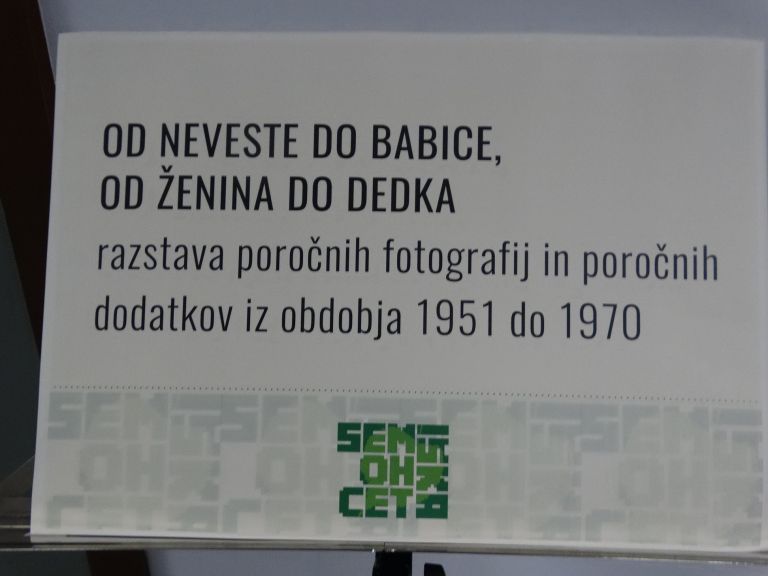 OD NEVESTE DO BABICE,
OD ŽENINA DO DEDKA
razstava poročnih fotografij in poročnih
dodatkov iz obdobja 1951 do 1970